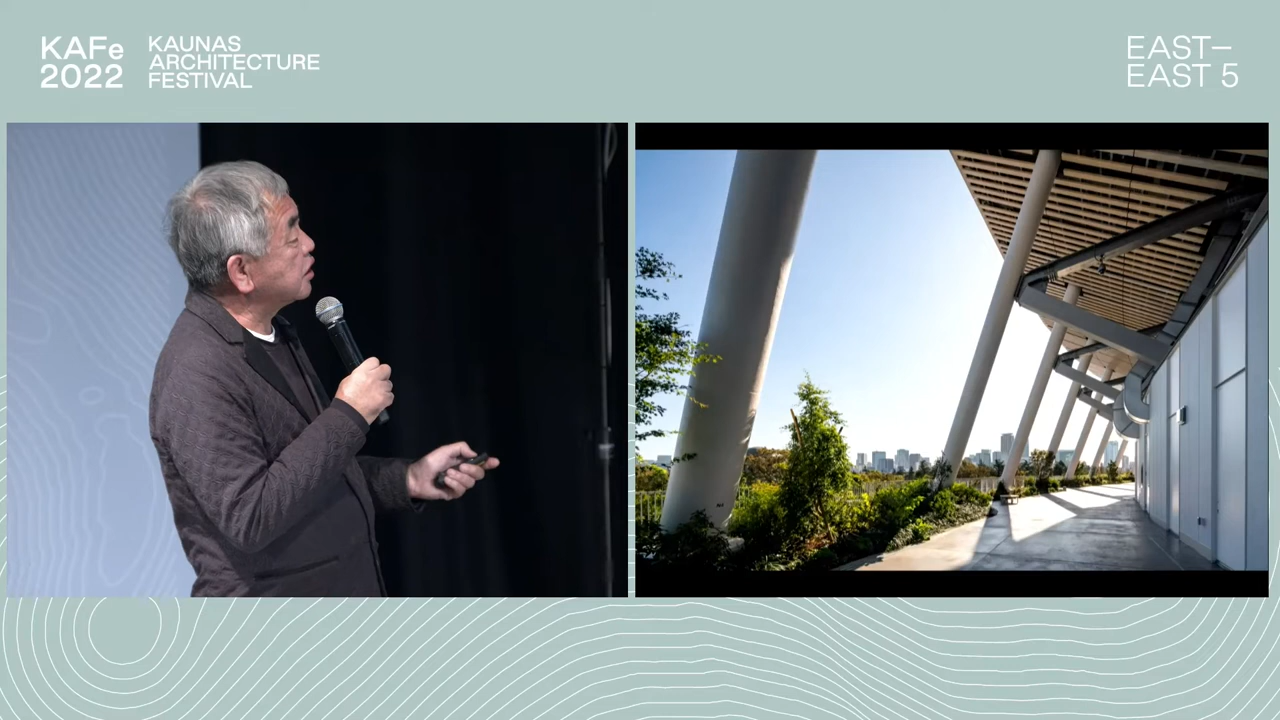 KAFe
2022
KAUNAS
ARCHITECTURE
FESTIVAL
EAST–
EAST 5